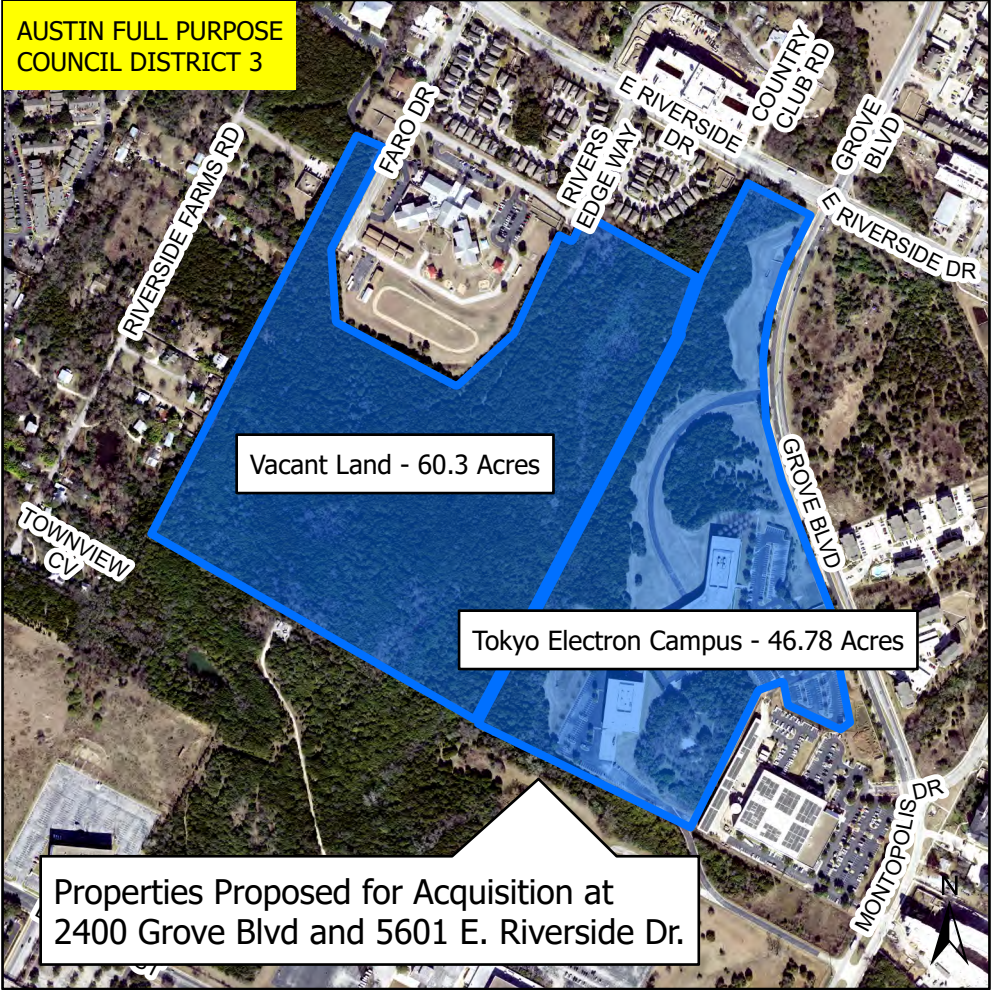 AUSTIN FULL PURPOSE
COUNCIL DISTRICT 3
E RIVERSIDE
DR
COUNTRY
CLUB RD
GROVE
BLVD
FARO DR
RIVERS
EDGE WAY
RIVERSIDE FARMS RD
E RIVERSIDE DR
Vacant Land - 60.3 Acres
GROVE BLVD
TOWNVIEW
CV
Tokyo Electron Campus - 46.78 Acres
MONTOPOLIS DR
Properties Proposed for Acquisition at
2400 Grove Blvd and 5601 E. Riverside Dr.
N